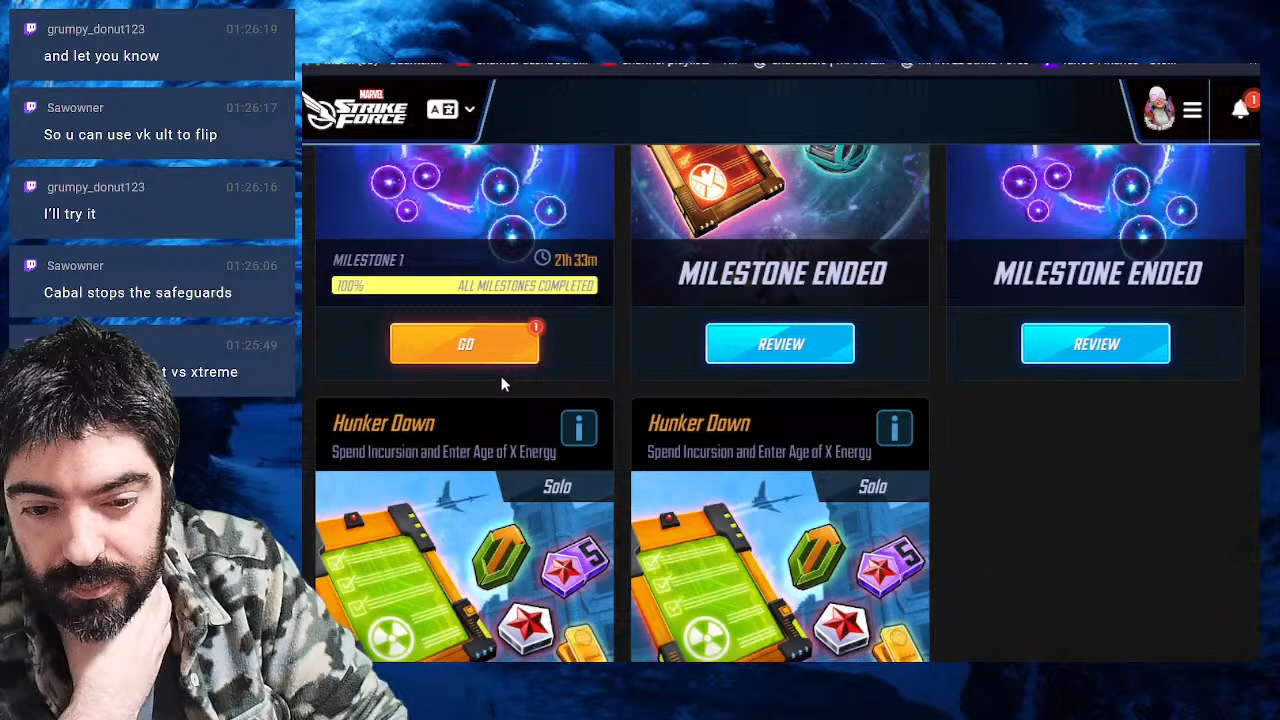 grumpy_donut123 01:26:19
and let you know
Sawowner 01:26:17
So u can use vk ult to flip
grumpy_donut123 01:26:16
I'll try it
Sawowner 01:26:06
Cabal stops the safeguards
01:25:49
t vs xtreme
MARVEL
STRIKE
FORCE
1
MILESTONE 1 21h 33m
100% ALL MILESTONES COMPLETED
GO 1
MILESTONE ENDED
REVIEW
MILESTONE ENDED
REVIEW
Hunker Down i
Spend Incursion and Enter Age of X Energy
Solo
5
Hunker Down i
Spend Incursion and Enter Age of X Energy
Solo
5